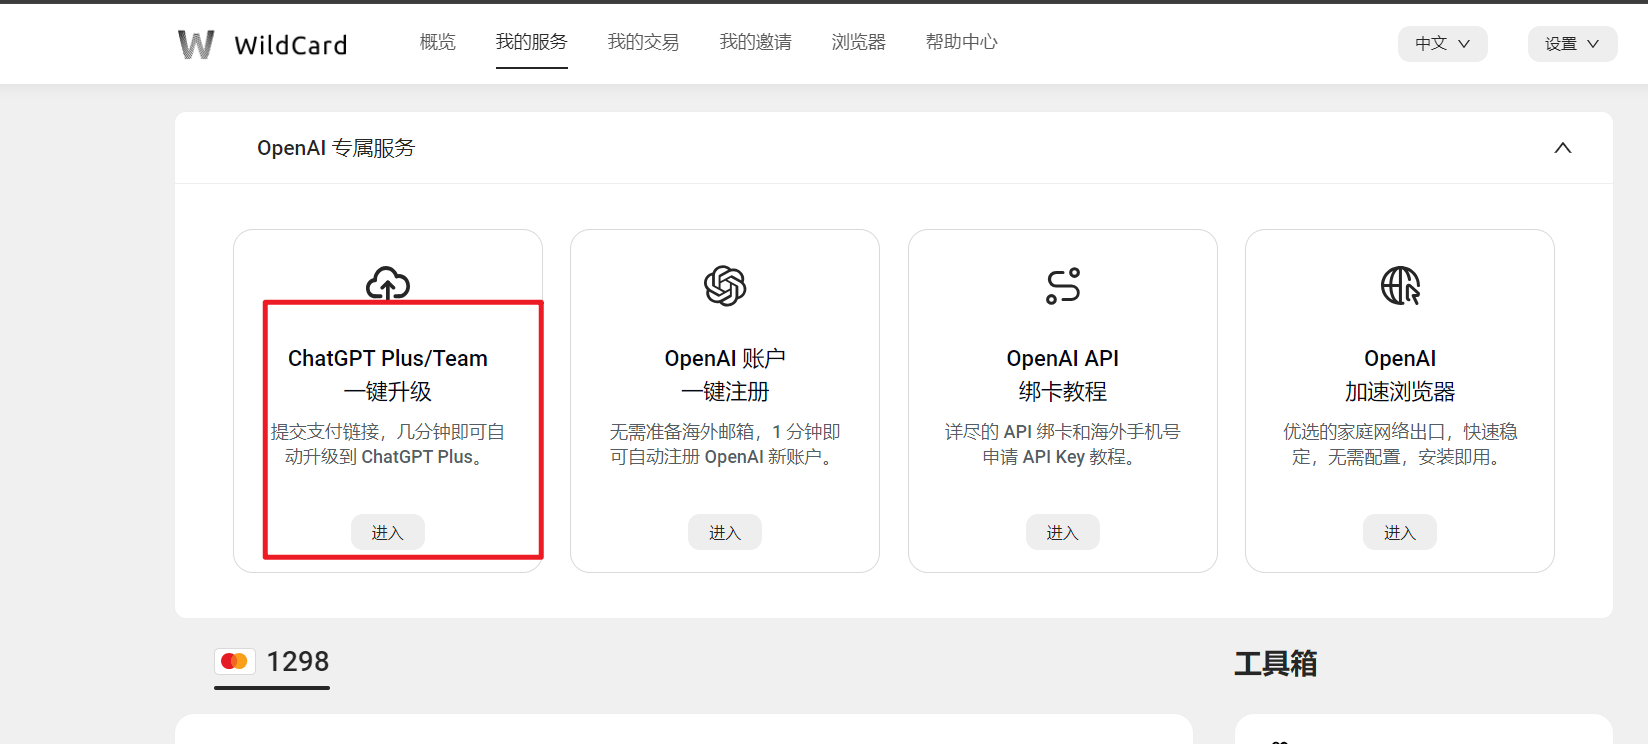 WildCard
概览
我的服务
我的交易
我的邀请
浏览器
帮助中心
中文
设置
OpenAI 专属服务
ChatGPT Plus/Team
一键升级
提交支付链接，几分钟即可自
动升级到 ChatGPT Plus。
进入
OpenAI 账户
一键注册
无需准备海外邮箱，1 分钟即
可自动注册 OpenAI 新账户。
进入
OpenAI API
绑卡教程
详尽的 API 绑卡和海外手机号
申请 API Key 教程。
进入
OpenAI
加速浏览器
优选的家庭网络出口，快速稳
定，无需配置，安装即用。
进入
1298
工具箱